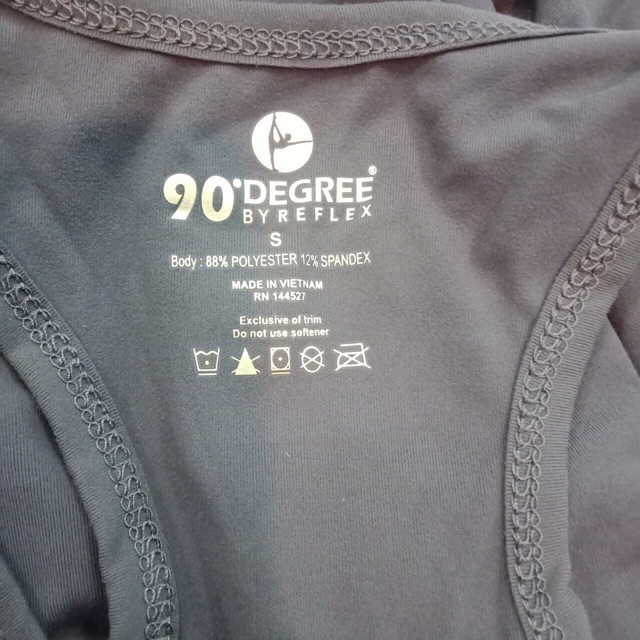 90°DEGREE®
BY REFLEX
S
Body : 88% POLYESTER 12% SPANDEX
MADE IN VIETNAM
RN 144527
Exclusive of trim
Do not use softener